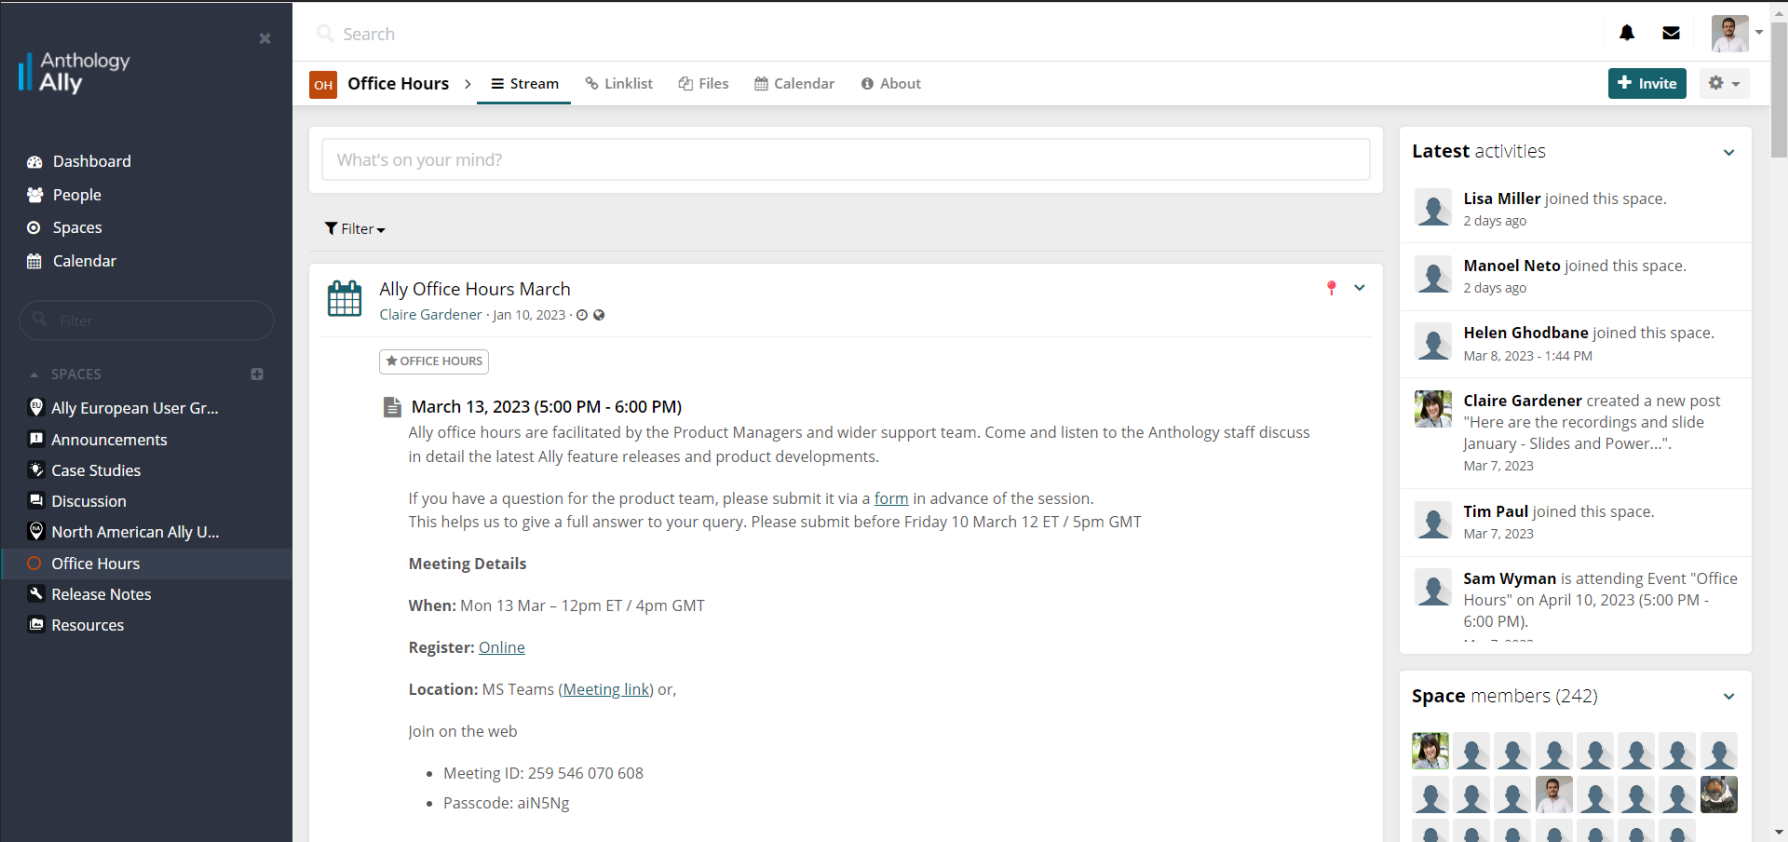 Anthology
Ally
Dashboard
People
Spaces
Calendar
Filter
SPACES
Ally European User Gr...
Announcements
Case Studies
Discussion
North American Ally U...
Office Hours
Release Notes
Resources
Search
OH Office Hours Stream Linklist Files Calendar About Invite
What's on your mind?
Filter
Ally Office Hours March
Claire Gardener · Jan 10, 2023 ·
OFFICE HOURS
March 13, 2023 (5:00 PM - 6:00 PM)
Ally office hours are facilitated by the Product Managers and wider support team. Come and listen to the Anthology staff discuss
in detail the latest Ally feature releases and product developments.
If you have a question for the product team, please submit it via a form in advance of the session.
This helps us to give a full answer to your query. Please submit before Friday 10 March 12 ET / 5pm GMT
Meeting Details
When: Mon 13 Mar – 12pm ET / 4pm GMT
Register: Online
Location: MS Teams (Meeting link) or,
Join on the web
• Meeting ID: 259 546 070 608
• Passcode: aiN5Ng
Latest activities
Lisa Miller joined this space.
2 days ago
Manoel Neto joined this space.
2 days ago
Helen Ghodbane joined this space.
Mar 8, 2023 - 1:44 PM
Claire Gardener created a new post
"Here are the recordings and slide
January - Slides and Power...".
Mar 7, 2023
Tim Paul joined this space.
Mar 7, 2023
Sam Wyman is attending Event "Office
Hours" on April 10, 2023 (5:00 PM -
6:00 PM).
Space members (242)